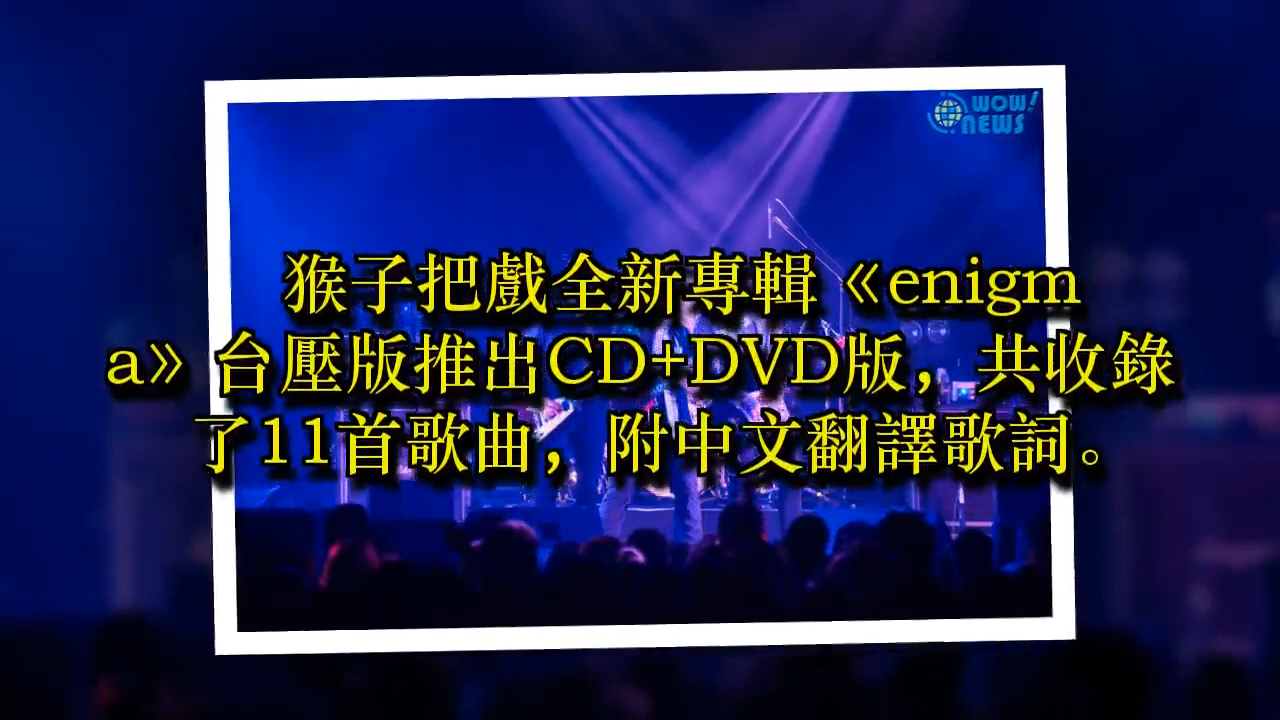 WOW!
NEWS
猴子把戲全新專輯《enigm
a》台壓版推出CD+DVD版，共收錄
了11首歌曲，附中文翻譯歌詞。